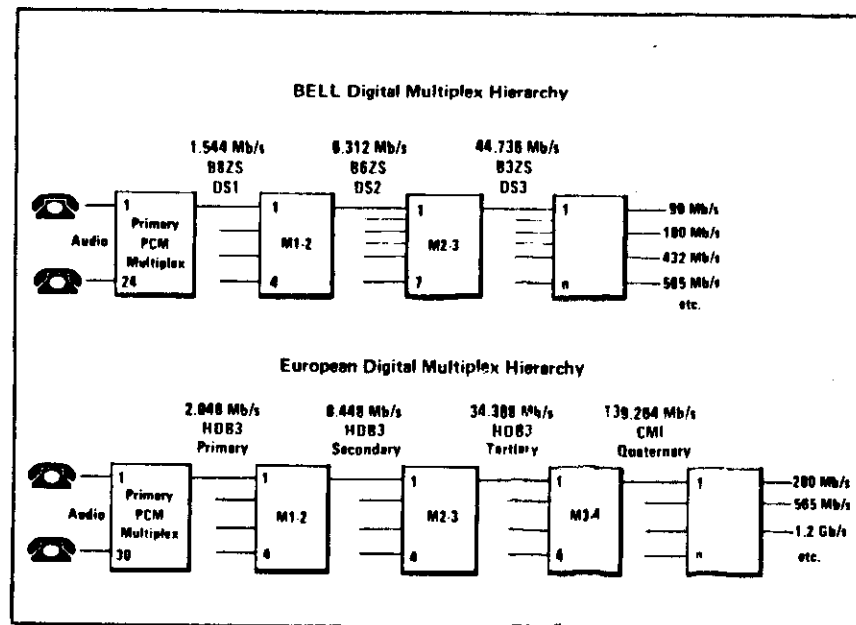 BELL Digital Multiplex Hierarchy
1.544 Mb/s
B8ZS
DS1
6.312 Mb/s
B6ZS
DS2
44.736 Mb/s
B3ZS
DS3
Audio
1
Primary
PCM
Multiplex
24
1
M1-2
4
1
M2-3
7
1
n
90 Mb/s
180 Mb/s
432 Mb/s
565 Mb/s
etc.
European Digital Multiplex Hierarchy
2.048 Mb/s
HDB3
Primary
8.448 Mb/s
HDB3
Secondary
34.368 Mb/s
HDB3
Tertiary
139.264 Mb/s
CMI
Quaternary
Audio
1
Primary
PCM
Multiplex
30
1
M1-2
4
1
M2-3
4
1
M3-4
4
1
n
280 Mb/s
565 Mb/s
1.2 Gb/s
etc.